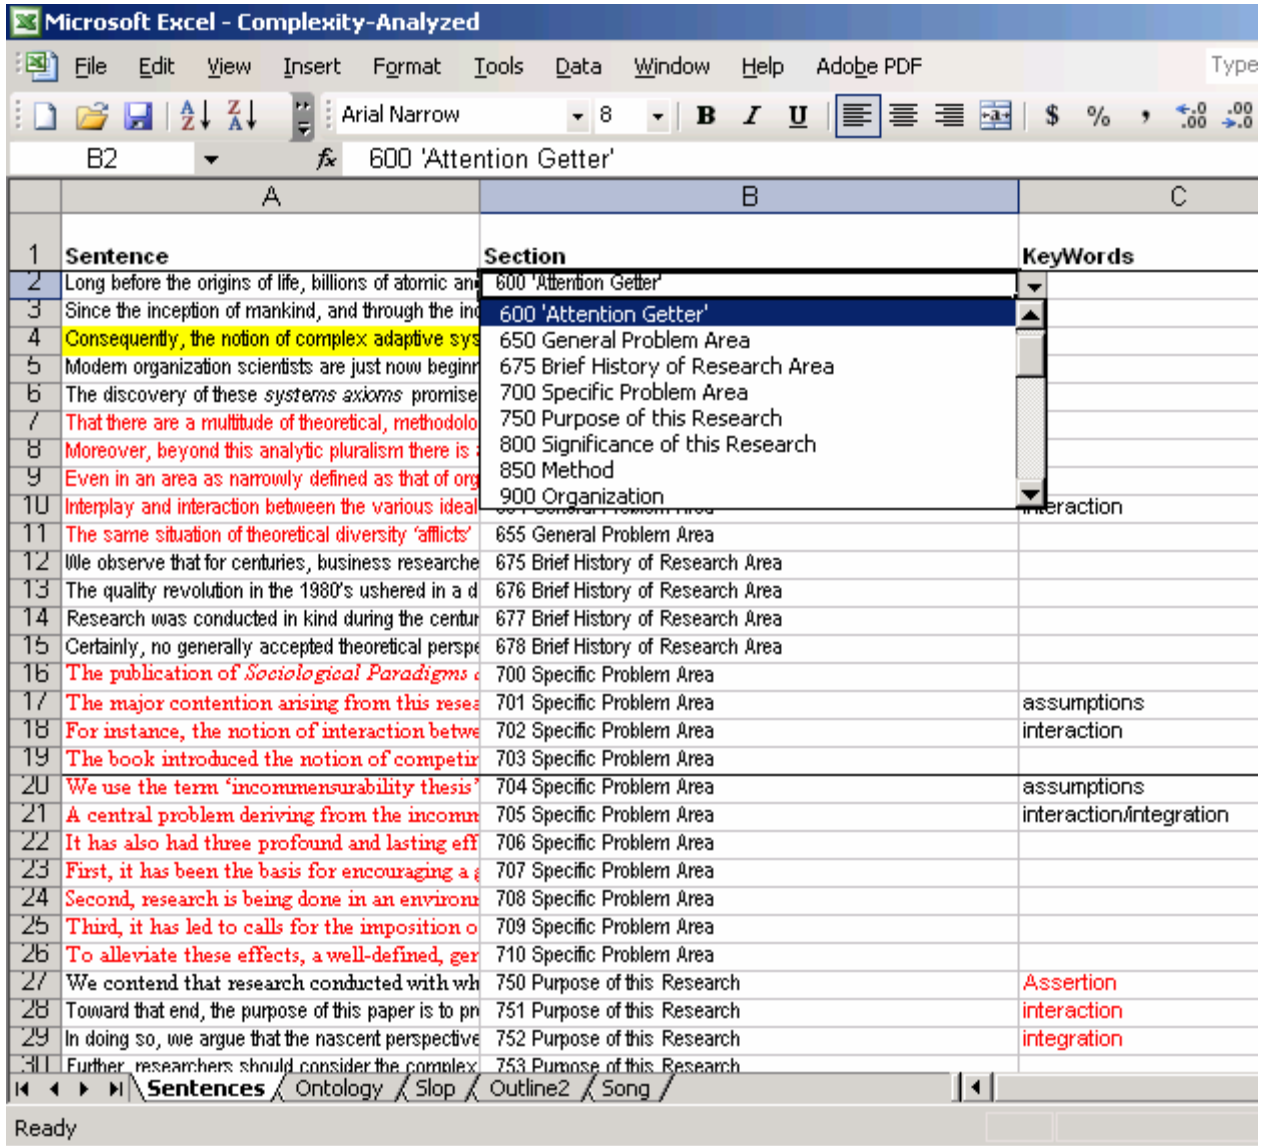 Microsoft Excel - Complexity-Analyzed
File Edit View Insert Format Tools Data Window Help Adobe PDF Type
Arial Narrow 8 B I U $ % , .0 .00 .00 .0
B2 fx 600 'Attention Getter'
A B C
1 Sentence Section KeyWords
2 Long before the origins of life, billions of atomic an 600 'Attention Getter'
3 Since the inception of mankind, and through the 600 'Attention Getter'
4 Consequently, the notion of complex adaptive sys 650 General Problem Area
5 Modern organization scientists are just now begin 675 Brief History of Research Area
6 The discovery of these systems axioms promise 700 Specific Problem Area
7 That there are a multitude of theoretical, methodolo 750 Purpose of this Research
8 Moreover, beyond this analytic pluralism there is 800 Significance of this Research
9 Even in an area as narrowly defined as that of org 850 Method
900 Organization
10 Interplay and interaction between the various ideal General Problem Area interaction
11 The same situation of theoretical diversity 'afflicts' 655 General Problem Area
12 We observe that for centuries, business researche 675 Brief History of Research Area
13 The quality revolution in the 1980's ushered in a d 676 Brief History of Research Area
14 Research was conducted in kind during the centur 677 Brief History of Research Area
15 Certainly, no generally accepted theoretical perspe 678 Brief History of Research Area
16 The publication of Sociological Paradigms 700 Specific Problem Area
17 The major contention arising from this resea 701 Specific Problem Area assumptions
18 For instance, the notion of interaction betwe 702 Specific Problem Area interaction
19 The book introduced the notion of competin 703 Specific Problem Area
20 We use the term 'incommensurability thesis' 704 Specific Problem Area assumptions
21 A central problem deriving from the incomm 705 Specific Problem Area interaction/integration
22 It has also had three profound and lasting eff 706 Specific Problem Area
23 First, it has been the basis for encouraging a g 707 Specific Problem Area
24 Second, research is being done in an environm 708 Specific Problem Area
25 Third, it has led to calls for the imposition o 709 Specific Problem Area
26 To alleviate these effects, a well-defined, gen 710 Specific Problem Area
27 We contend that research conducted with wh 750 Purpose of this Research Assertion
28 Toward that end, the purpose of this paper is to pr 751 Purpose of this Research interaction
29 In doing so, we argue that the nascent perspective 752 Purpose of this Research integration
30 Further, researchers should consider the complex 753 Purpose of this Research
Sentences Ontology Slop Outline2 Song
Ready